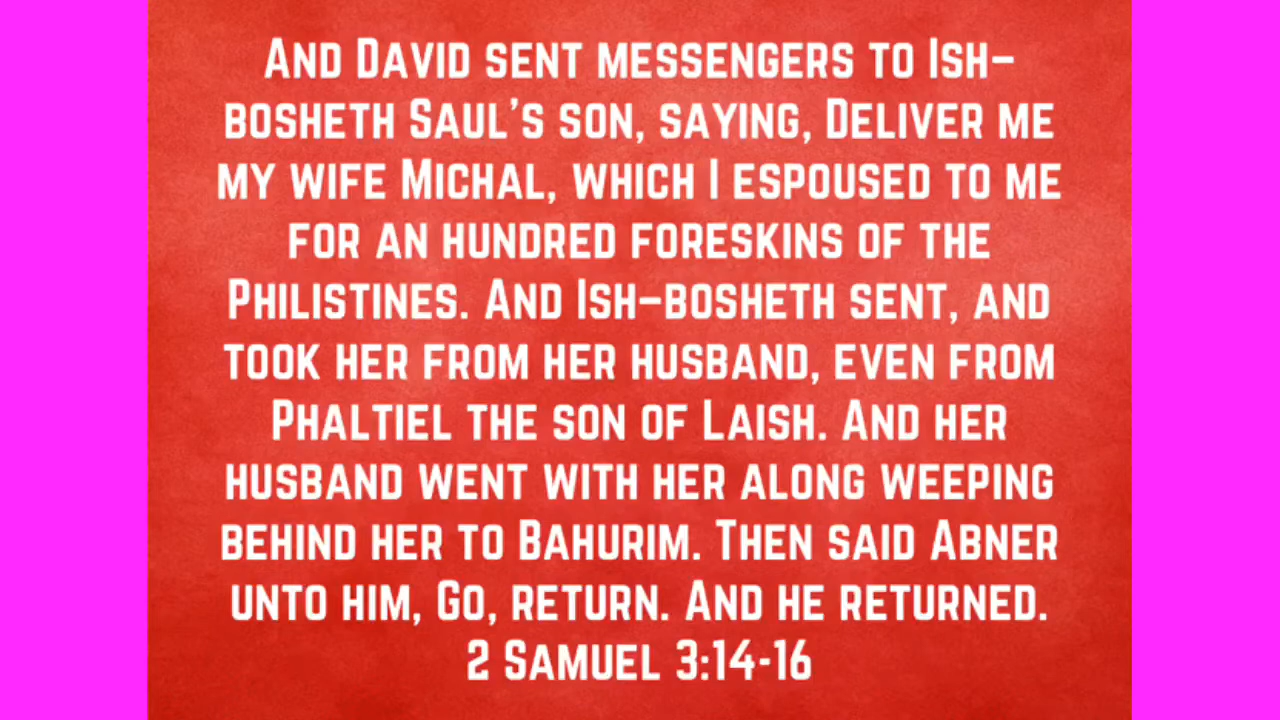 And David sent messengers to Ish–
bosheth Saul’s son, saying, Deliver me
my wife Michal, which I espoused to me
for an hundred foreskins of the
Philistines. And Ish–bosheth sent, and
took her from her husband, even from
Phaltiel the son of Laish. And her
husband went with her along weeping
behind her to Bahurim. Then said Abner
unto him, Go, return. And he returned.
2 Samuel 3:14-16